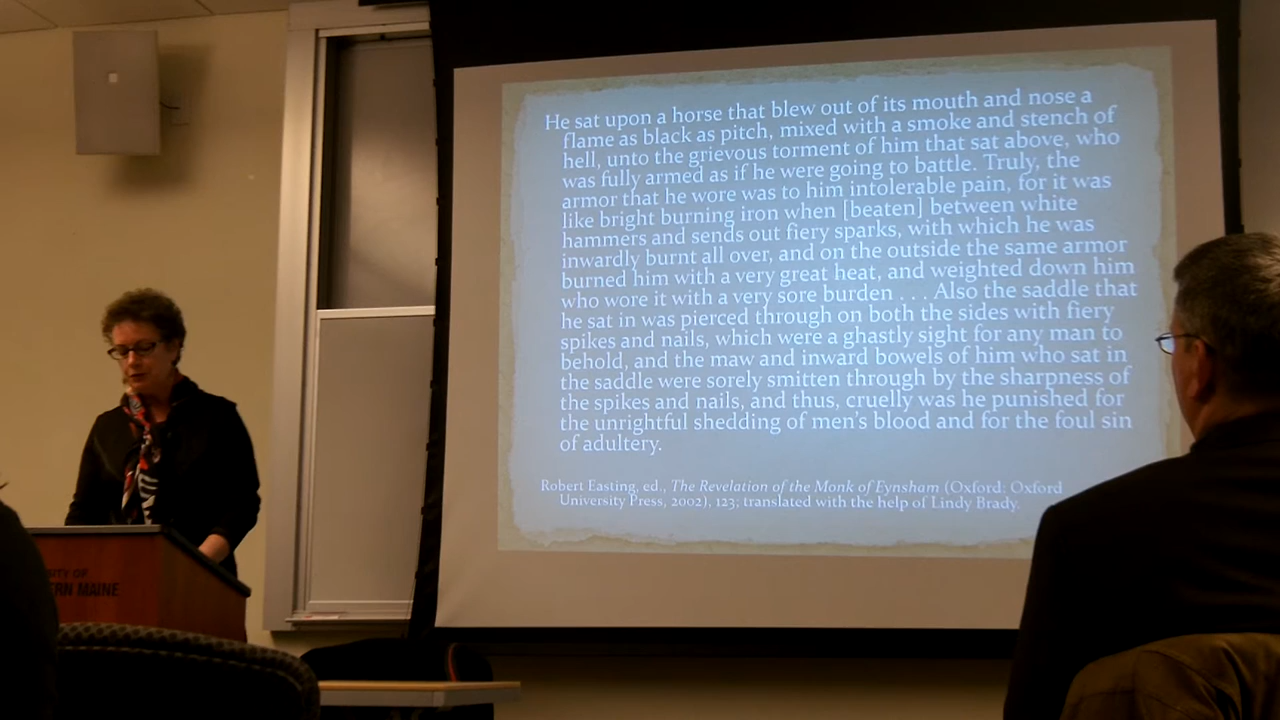 He sat upon a horse that blew out of its mouth and nose a
flame as black as pitch, mixed with a smoke and stench of
hell, unto the grievous torment of him that sat above, who
was fully armed as if he were going to battle. Truly, the
armor that he wore was to him intolerable pain, for it was
like bright burning iron when [beaten] between white
hammers and sends out fiery sparks, with which he was
inwardly burnt all over, and on the outside the same armor
burned him with a very great heat, and weighted down him
who wore it with a very sore burden . . . Also the saddle that
he sat in was pierced through on both the sides with fiery
spikes and nails, which were a ghastly sight for any man to
behold, and the maw and inward bowels of him who sat in
the saddle were sorely smitten through by the sharpness of
the spikes and nails, and thus, cruelly was he punished for
the unrightful shedding of men's blood and for the foul sin
of adultery.
Robert Easting, ed., The Revelation of the Monk of Eynsham (Oxford: Oxford
University Press, 2002), 123; translated with the help of Lindy Brady.
RSITY OF
ERN MAINE